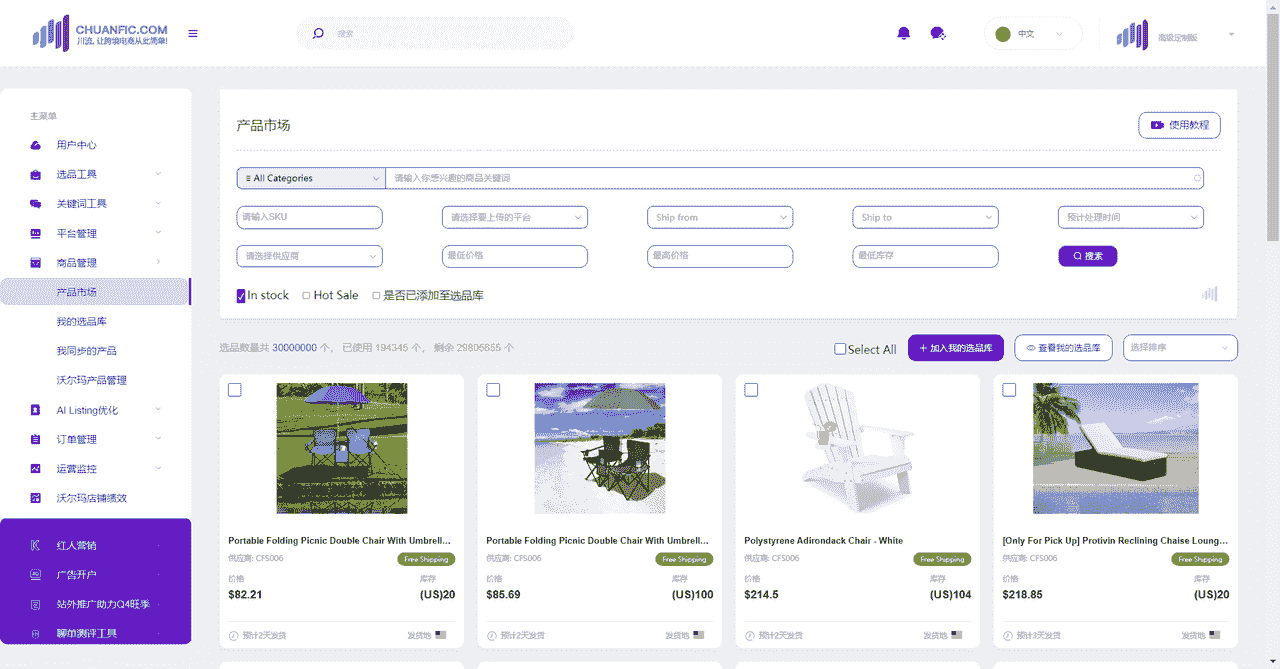 CHUANFIC.COM
川流, 让跨境电商从此简单!
搜索
中文
高级定制版
主菜单
用户中心
选品工具
关键词工具
平台管理
商品管理
产品市场
我的选品库
我同步的产品
沃尔玛产品管理
AI Listing优化
订单管理
运营监控
沃尔玛店铺绩效
红人营销
广告开户
站外推广助力Q4旺季
聊单测评工具
产品市场
使用教程
All Categories
请输入你感兴趣的商品关键词
请输入SKU
请选择要上传的平台
Ship from
Ship to
预计处理时间
请选择供应商
最低价格
最高价格
最低库存
搜索
In stock
Hot Sale
是否已添加至选品库
选品数量共 30000000 个， 已使用 194345 个， 剩余 29805655 个
Select All
+ 加入我的选品库
查看我的选品库
选择排序
Portable Folding Picnic Double Chair With Umbrell...
供应商: CFS006
Free Shipping
价格
库存
$82.21
(US)20
预计2天发货
发货地
Portable Folding Picnic Double Chair With Umbrell...
供应商: CFS006
Free Shipping
价格
库存
$85.69
(US)100
预计2天发货
发货地
Polystyrene Adirondack Chair - White
供应商: CFS006
Free Shipping
价格
库存
$214.5
(US)104
预计2天发货
发货地
[Only For Pick Up] Protivin Reclining Chaise Loung...
供应商: CFS006
Free Shipping
价格
库存
$218.85
(US)20
预计3天发货
发货地